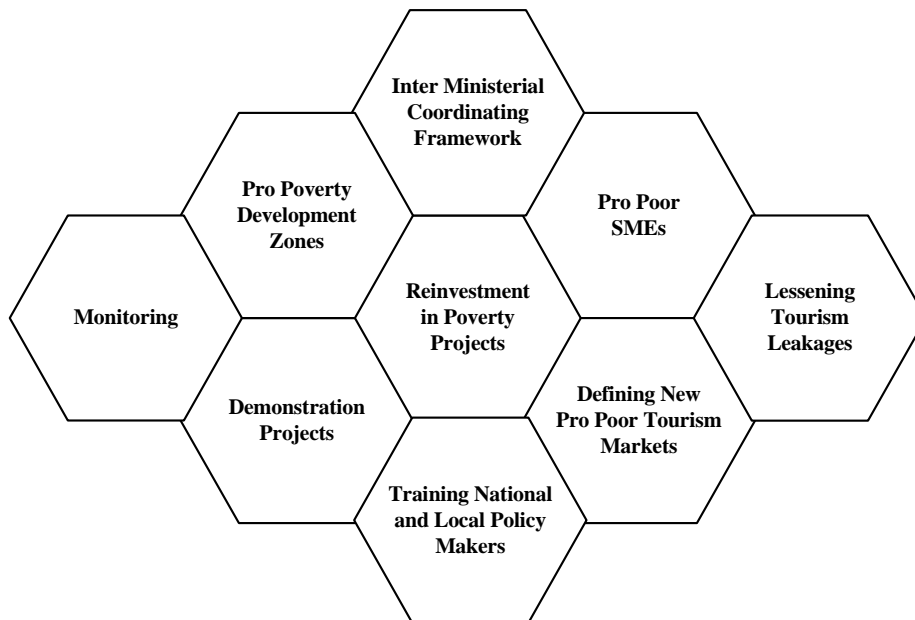 Inter Ministerial
Coordinating
Framework
Pro Poverty
Development
Zones
Pro Poor
SMEs
Monitoring
Reinvestment
in Poverty
Projects
Lessening
Tourism
Leakages
Demonstration
Projects
Defining New
Pro Poor Tourism
Markets
Training National
and Local Policy
Makers